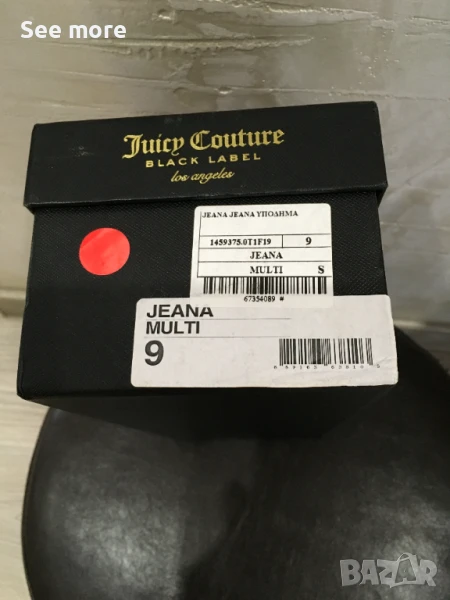 See more
Juicy Couture
BLACK LABEL
los angeles
JEANA JEANA ΥΠΟΔΗΜΑ
1459375.0T1F19 9
JEANA
MULTI S
67354089 #
JEANA
MULTI
9
BAZAR